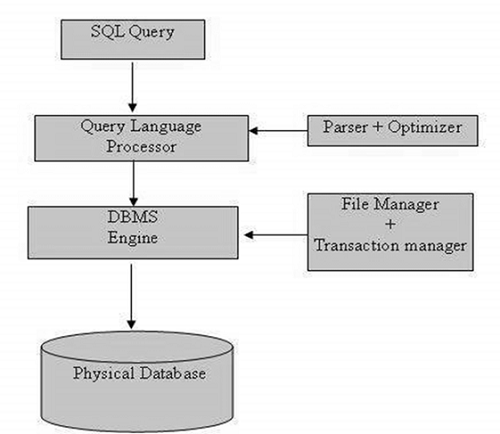 SQL Query
Query Language
Processor
Parser + Optimizer
DBMS
Engine
File Manager
+
Transaction manager
Physical Database